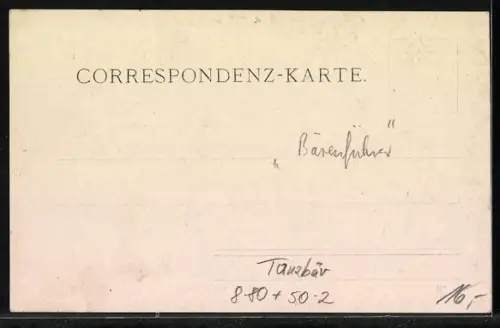 CORRESPONDENZ-KARTE.
„Bärenführer"
Tanzbär
8-80 + 50-2
16,-